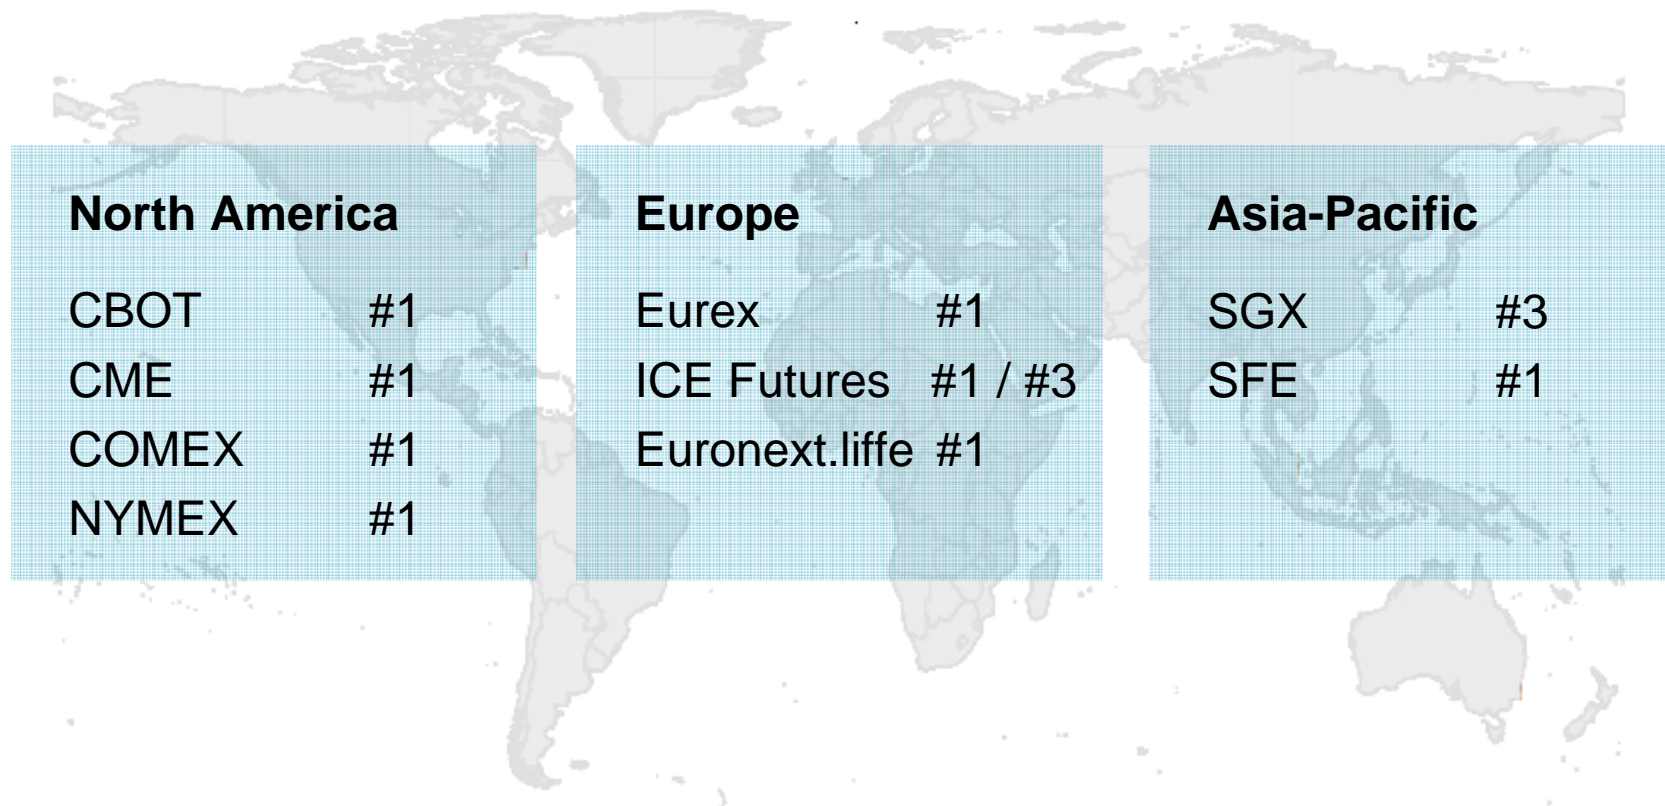 North America
CBOT #1
CME #1
COMEX #1
NYMEX #1
Europe
Eurex #1
ICE Futures #1 / #3
Euronext.liffe #1
Asia-Pacific
SGX #3
SFE #1